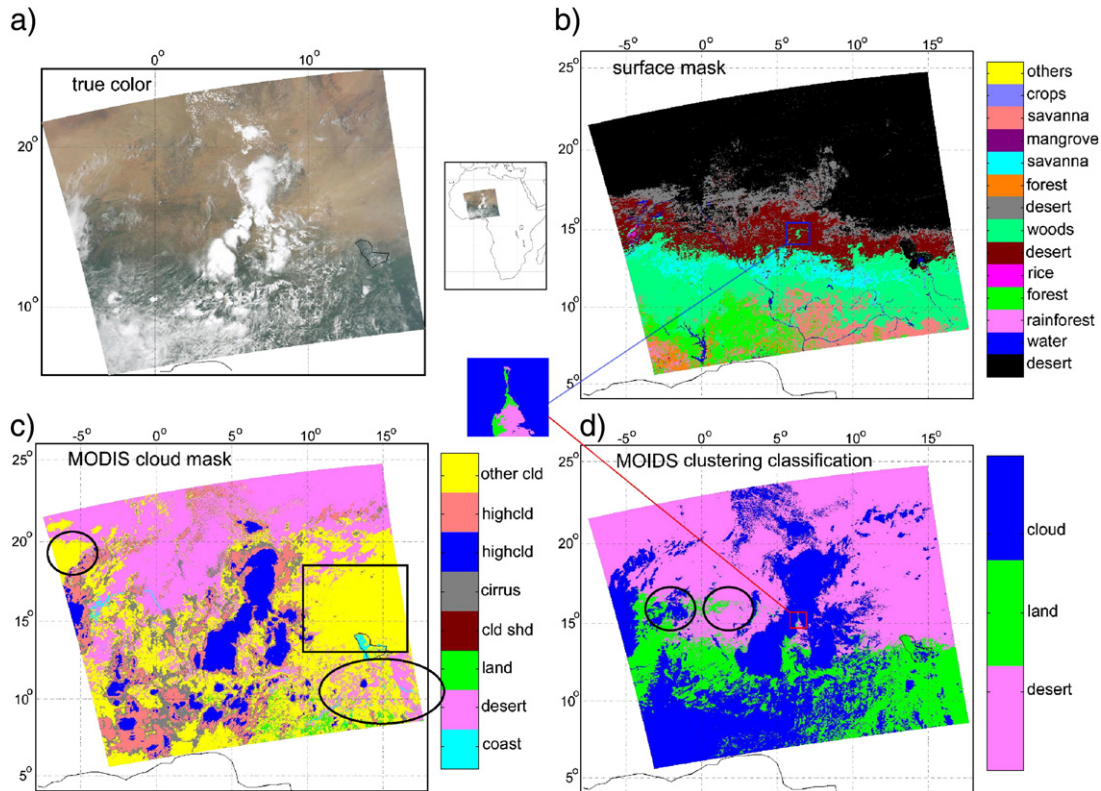 a)
0° 10°
true color
20°
10°
b)
-5° 0° 5° 10° 15°
25°
surface mask
20°
15°
10°
5°
others
crops
savanna
mangrove
savanna
forest
desert
woods
desert
rice
forest
rainforest
water
desert
c)
-5° 0° 5° 10° 15°
25°
MODIS cloud mask
20°
15°
10°
5°
other cld
highcld
highcld
cirrus
cld shd
land
desert
coast
d)
-5° 0° 5° 10° 15°
25°
MOIDS clustering classification
20°
15°
10°
5°
cloud
land
desert